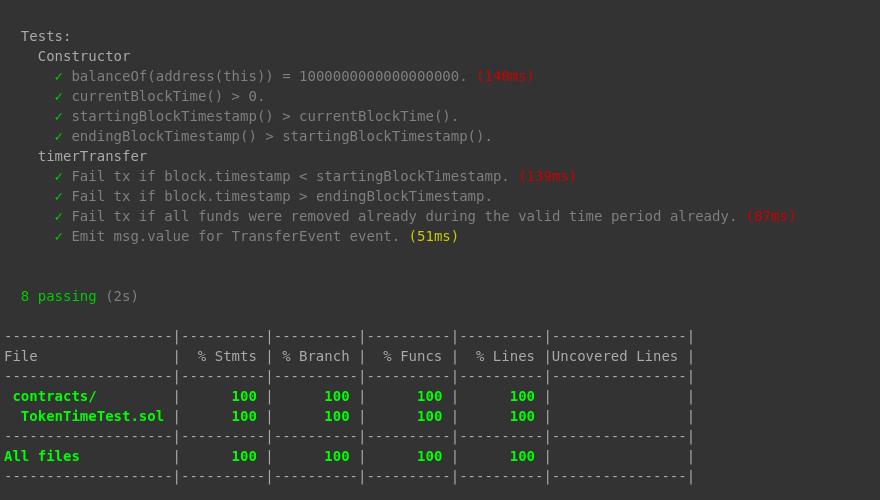 Tests:
Constructor
✓ balanceOf(address(this)) = 1000000000000000000. (140ms)
✓ currentBlockTime() > 0.
✓ startingBlockTimestamp() > currentBlockTime().
✓ endingBlockTimestamp() > startingBlockTimestamp().
timerTransfer
✓ Fail tx if block.timestamp < startingBlockTimestamp. (139ms)
✓ Fail tx if block.timestamp > endingBlockTimestamp.
✓ Fail tx if all funds were removed already during the valid time period already. (87ms)
✓ Emit msg.value for TransferEvent event. (51ms)
8 passing (2s)
--------------------|----------|----------|----------|----------|----------------|
File                |  % Stmts | % Branch |  % Funcs |  % Lines |Uncovered Lines |
--------------------|----------|----------|----------|----------|----------------|
 contracts/         |      100 |      100 |      100 |      100 |                |
  TokenTimeTest.sol |      100 |      100 |      100 |      100 |                |
--------------------|----------|----------|----------|----------|----------------|
All files           |      100 |      100 |      100 |      100 |                |
--------------------|----------|----------|----------|----------|----------------|